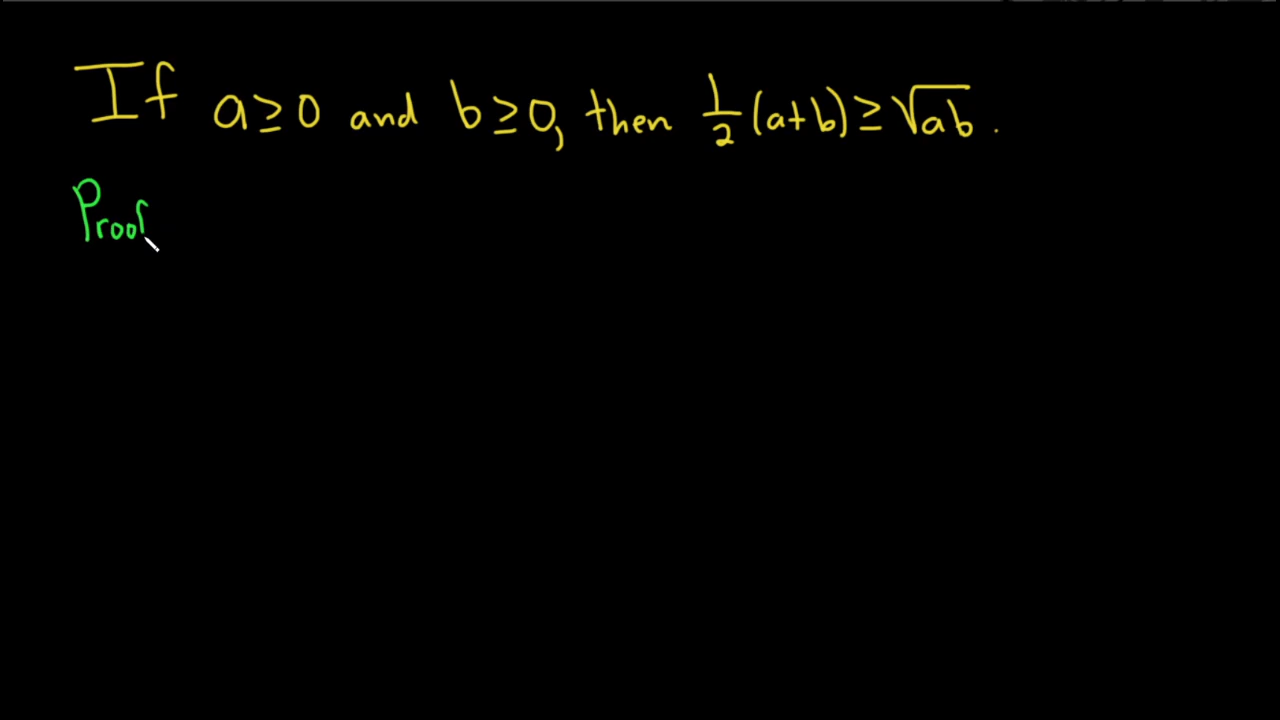 If a≥0 and b≥0, then 1/2 (a+b) ≥ √ab .
Proof